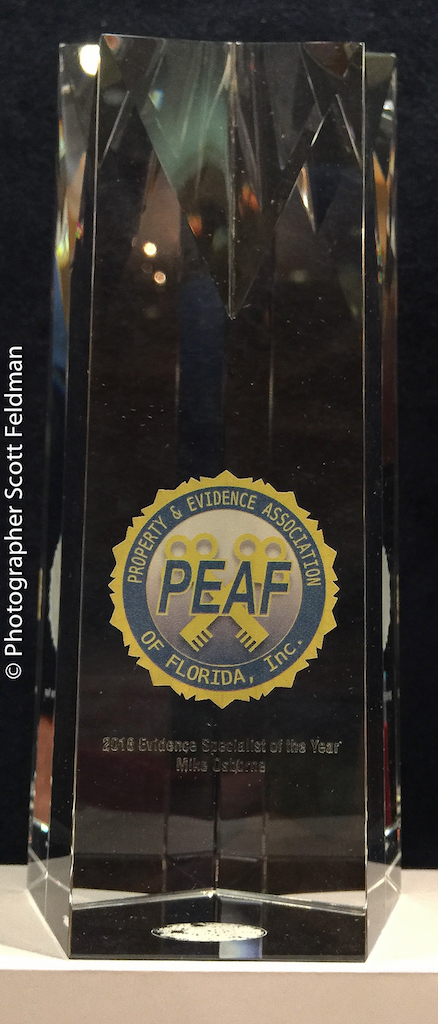 © Photographer Scott Feldman
PROPERTY & EVIDENCE ASSOCIATION
PEAF
OF FLORIDA, Inc.
2016 Evidence Specialist of the Year
Mike Osborne